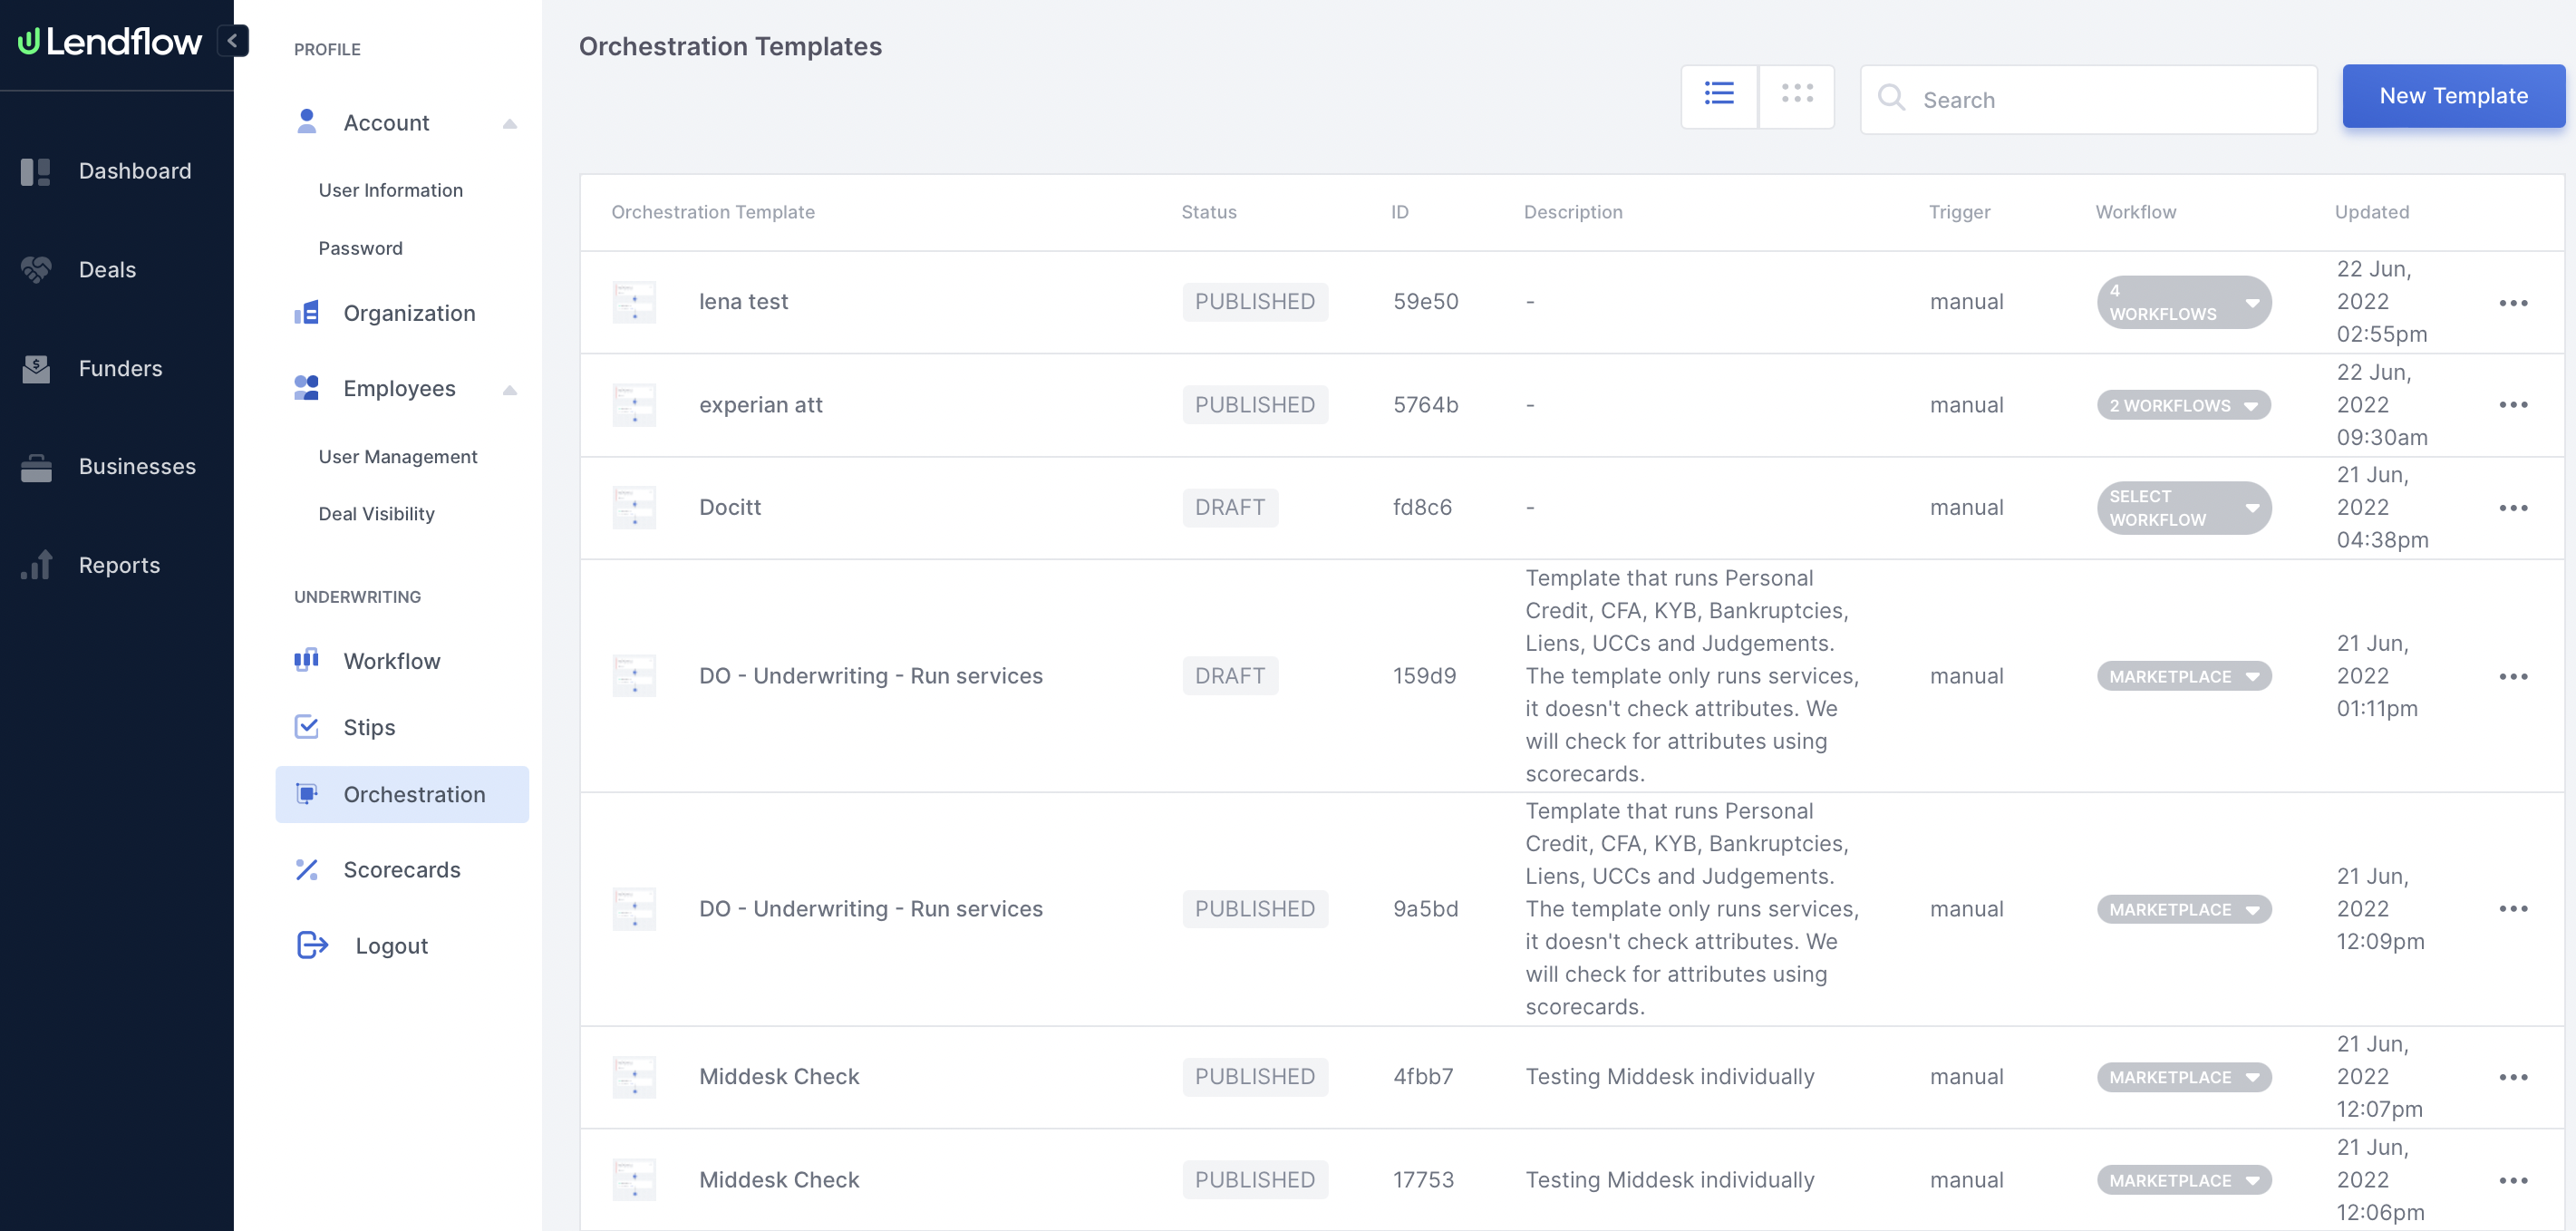 Lendflow
Dashboard
Deals
Funders
Businesses
Reports
PROFILE
Account
User Information
Password
Organization
Employees
User Management
Deal Visibility
UNDERWRITING
Workflow
Stips
Orchestration
Scorecards
Logout
Orchestration Templates
Search
New Template
Orchestration Template Status ID Description Trigger Workflow Updated
lena test PUBLISHED 59e50 - manual
4
WORKFLOWS
22 Jun,
2022
02:55pm
experian att PUBLISHED 5764b - manual 2 WORKFLOWS
22 Jun,
2022
09:30am
Docitt DRAFT fd8c6 - manual
SELECT
WORKFLOW
21 Jun,
2022
04:38pm
DO - Underwriting - Run services DRAFT 159d9
Template that runs Personal
Credit, CFA, KYB, Bankruptcies,
Liens, UCCs and Judgements.
The template only runs services,
it doesn't check attributes. We
will check for attributes using
scorecards.
manual MARKETPLACE
21 Jun,
2022
01:11pm
DO - Underwriting - Run services PUBLISHED 9a5bd
Template that runs Personal
Credit, CFA, KYB, Bankruptcies,
Liens, UCCs and Judgements.
The template only runs services,
it doesn't check attributes. We
will check for attributes using
scorecards.
manual MARKETPLACE
21 Jun,
2022
12:09pm
Middesk Check PUBLISHED 4fbb7 Testing Middesk individually manual MARKETPLACE
21 Jun,
2022
12:07pm
Middesk Check PUBLISHED 17753 Testing Middesk individually manual MARKETPLACE
21 Jun,
2022
12:06pm